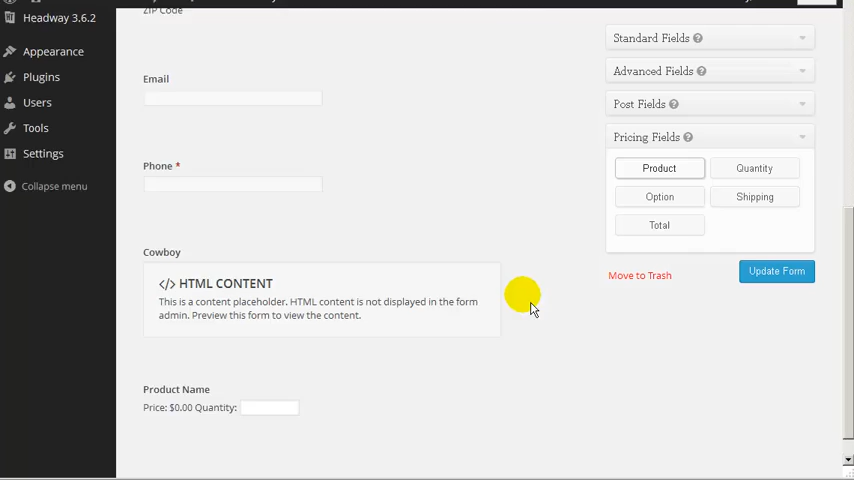 Headway 3.6.2
Appearance
Plugins
Users
Tools
Settings
Collapse menu
ZIP Code
Email
Phone *
Cowboy
</> HTML CONTENT
This is a content placeholder. HTML content is not displayed in the form
admin. Preview this form to view the content.
Product Name
Price: $0.00 Quantity:
Standard Fields ?
Advanced Fields ?
Post Fields ?
Pricing Fields ?
Product Quantity
Option Shipping
Total
Move to Trash Update Form